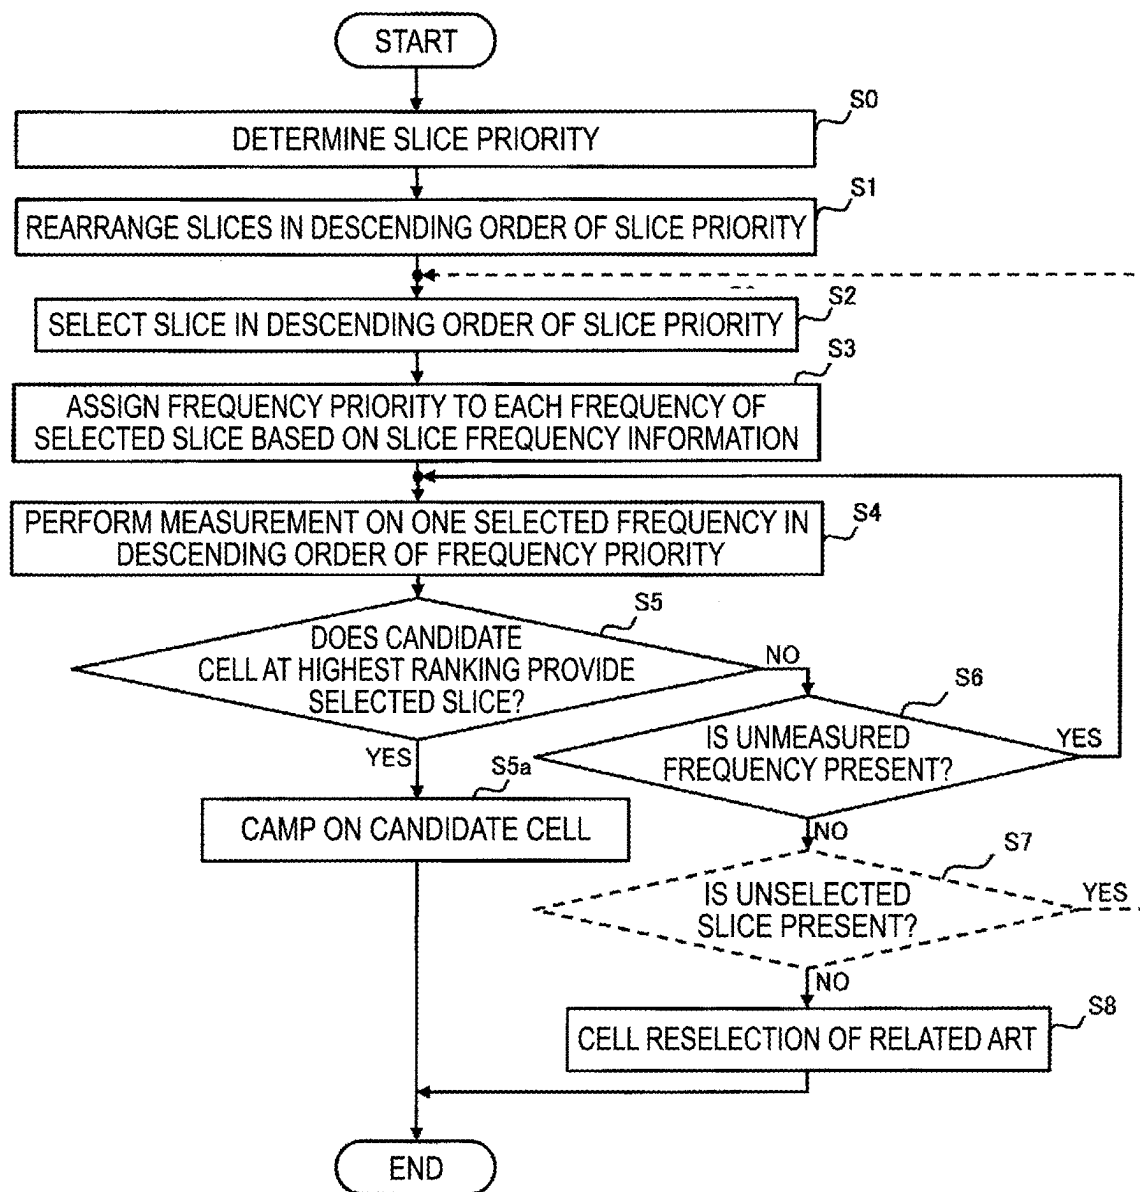 START
S0
DETERMINE SLICE PRIORITY
S1
REARRANGE SLICES IN DESCENDING ORDER OF SLICE PRIORITY
S2
SELECT SLICE IN DESCENDING ORDER OF SLICE PRIORITY
S3
ASSIGN FREQUENCY PRIORITY TO EACH FREQUENCY OF
SELECTED SLICE BASED ON SLICE FREQUENCY INFORMATION
S4
PERFORM MEASUREMENT ON ONE SELECTED FREQUENCY IN
DESCENDING ORDER OF FREQUENCY PRIORITY
S5
DOES CANDIDATE
CELL AT HIGHEST RANKING PROVIDE
SELECTED SLICE?
NO
YES
S6
IS UNMEASURED
FREQUENCY PRESENT?
YES
NO
S5a
CAMP ON CANDIDATE CELL
S7
IS UNSELECTED
SLICE PRESENT?
YES
NO
S8
CELL RESELECTION OF RELATED ART
END